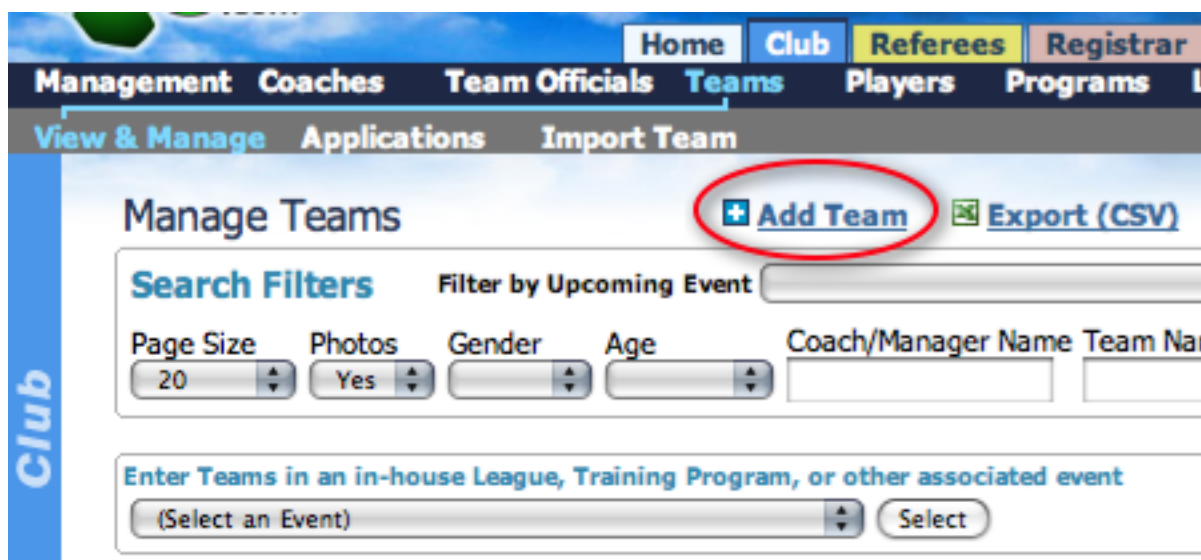 Home Club Referees Registrar
Management Coaches Team Officials Teams Players Programs
View & Manage Applications Import Team
Manage Teams Add Team Export (CSV)
Search Filters Filter by Upcoming Event
Page Size Photos Gender Age Coach/Manager Name Team Nar
20 Yes
Club
Enter Teams in an in-house League, Training Program, or other associated event
(Select an Event) Select